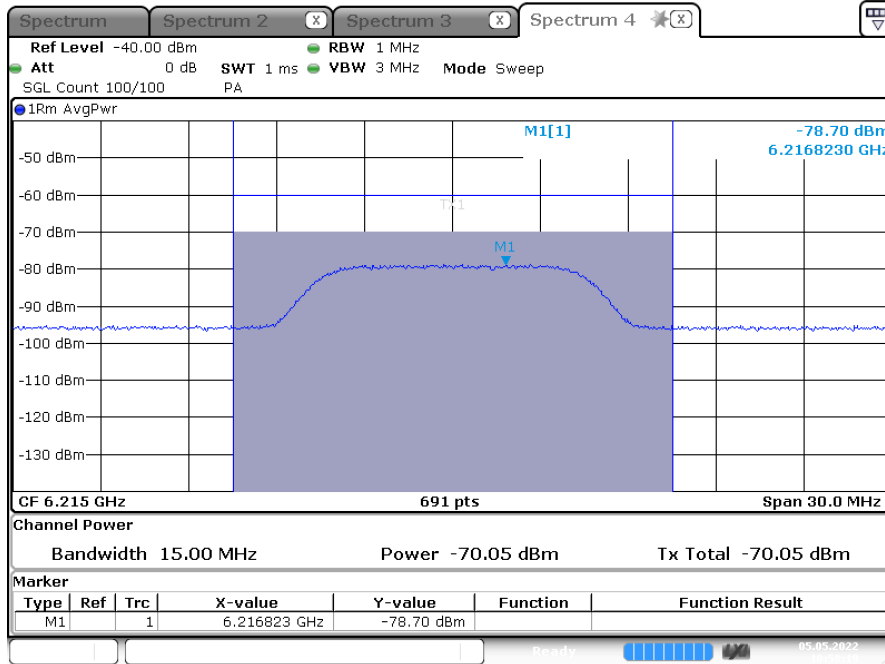 Spectrum Spectrum 2 X Spectrum 3 X Spectrum 4 X
Ref Level -40.00 dBm RBW 1 MHz
Att 0 dB SWT 1 ms VBW 3 MHz Mode Sweep
SGL Count 100/100 PA
1Rm AvgPwr
M1[1] -78.70 dBm
6.2168230 GHz
-50 dBm
-60 dBm
TX1
-70 dBm
M1
-80 dBm
-90 dBm
-100 dBm
-110 dBm
-120 dBm
-130 dBm
CF 6.215 GHz 691 pts Span 30.0 MHz
Channel Power
Bandwidth 15.00 MHz Power -70.05 dBm Tx Total -70.05 dBm
Marker
Type Ref Trc X-value Y-value Function Function Result
M1 1 6.216823 GHz -78.70 dBm
Ready 05.05.2022